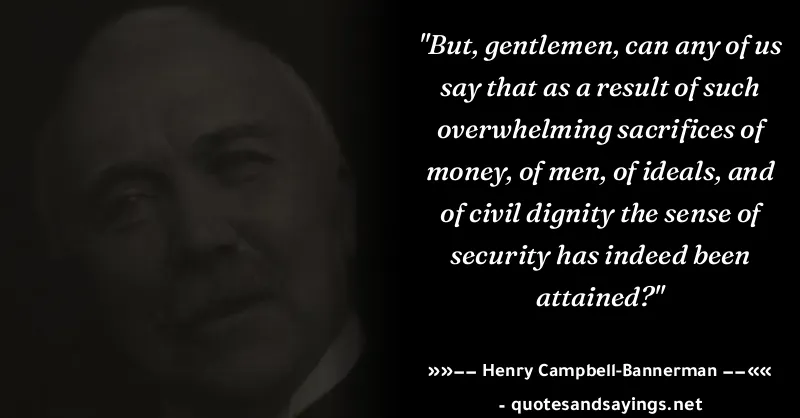 "But, gentlemen, can any of us
say that as a result of such
overwhelming sacrifices of
money, of men, of ideals, and
of civil dignity the sense of
security has indeed been
attained?"
»»—— Henry Campbell-Bannerman ——««
- quotesandsayings.net